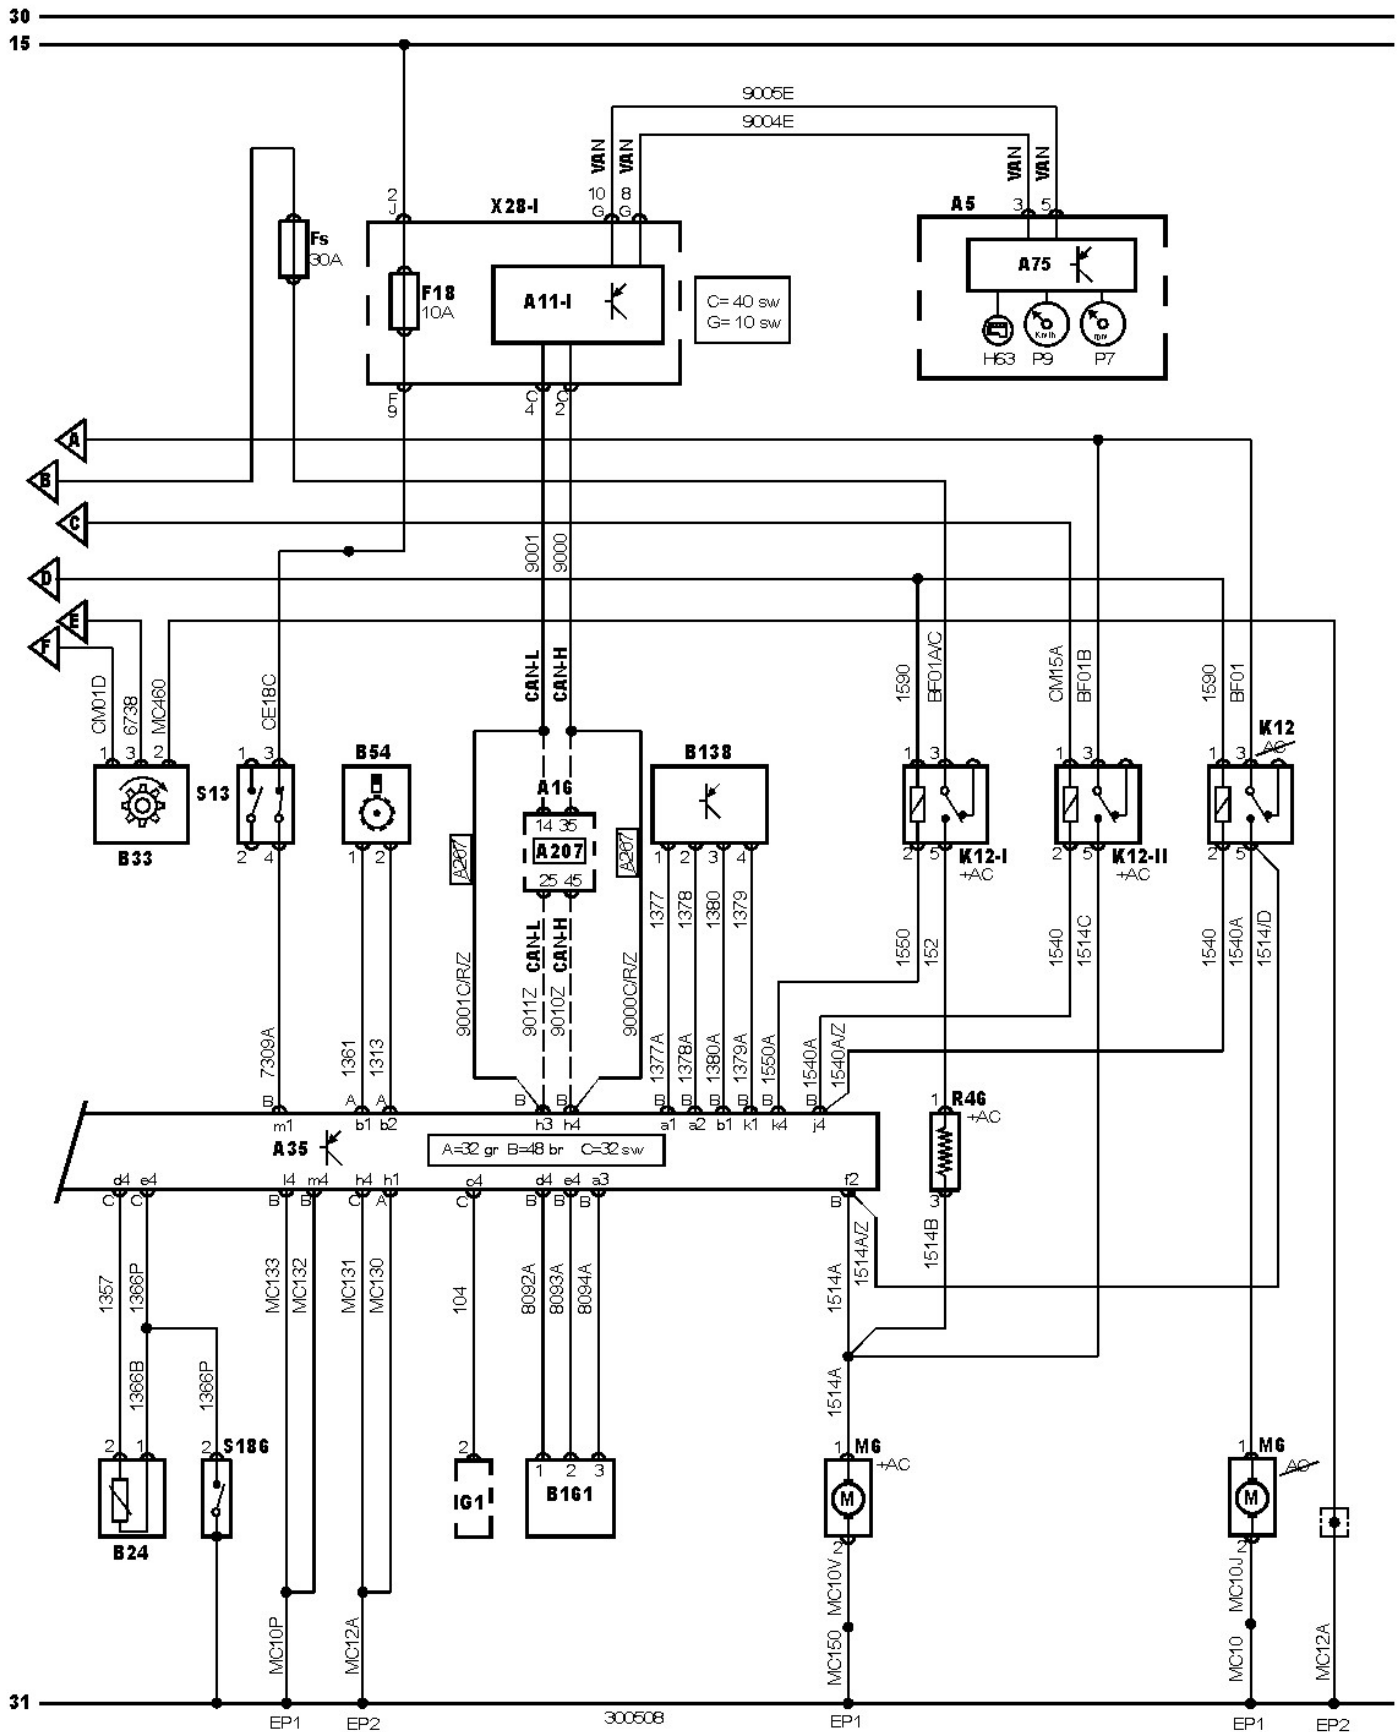 30
15
9005E
9004E
VAN
VAN
VAN
VAN
2
J
X28-I
10
G
8
G
A5
3
5
Fs
30A
F18
10A
A11-I
C= 40 sw
G= 10 sw
A75
Km/h
rpm
H63
P9
P7
F
9
C
4
C
2
A
B
C
D
E
F
9001
9000
CAN-L
CAN-H
CM01D
6738
MC460
CE18C
1590
BF01A/C
CM15A
BF01B
1590
BF01
1
3
2
B33
1
3
S13
2
4
B54
1
2
A16
14
35
A207
25
45
A207
A207
B138
1
2
3
4
1
3
2
5
K12-I
+AC
1
3
2
5
K12-II
+AC
K12
AC
1
3
2
5
1377
1378
1380
1379
1550
152
1540
1514C
1540
1540A
1514/D
CAN-L
CAN-H
9001C/R/Z
9011Z
9010Z
9000C/R/Z
7309A
1361
1313
1377A
1378A
1380A
1379A
1550A
1540A
1540A/Z
B
A
A
B
B
B
B
B
B
B
B
m1
b1
b2
h3
h4
a1
a2
b1
k1
k4
j4
1
R46
+AC
3
A35
A=32 gr B=48 br C=32 sw
d4
e4
l4
m4
h4
h1
c4
d4
e4
a3
f2
C
C
B
B
C
A
C
B
B
B
B
1357
1366P
MC133
MC132
MC131
MC130
104
8092A
8093A
8094A
1514A
1514A/Z
1514B
1366B
1366P
1514A
2
1
B24
2
S186
2
IG1
1
2
3
B161
1
M6
+AC
M
2
1
M6
AC
M
2
MC10P
MC12A
MC10V
MC150
MC10J
MC10
MC12A
31
EP1
EP2
300508
EP1
EP1
EP2